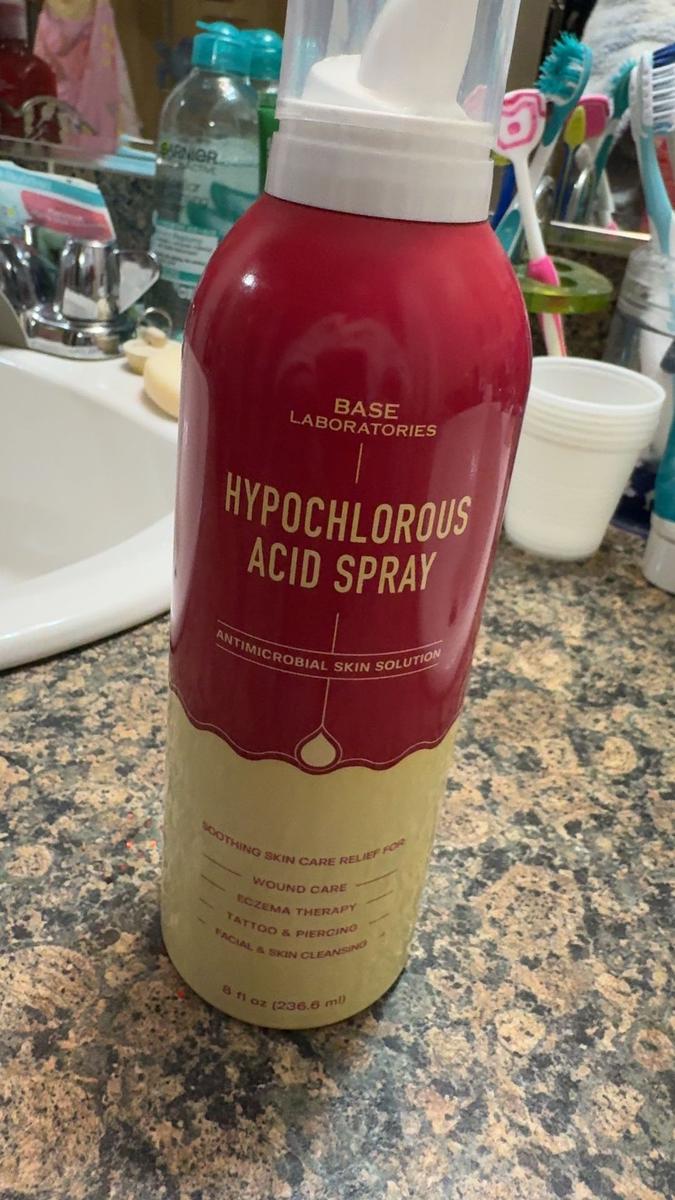 GARNIER
BASE
LABORATORIES
HYPOCHLOROUS
ACID SPRAY
ANTIMICROBIAL SKIN SOLUTION
SOOTHING SKIN CARE RELIEF FOR
WOUND CARE
ECZEMA THERAPY
TATTOO & PIERCING
FACIAL & SKIN CLEANSING
8 fl oz (236.6 ml)